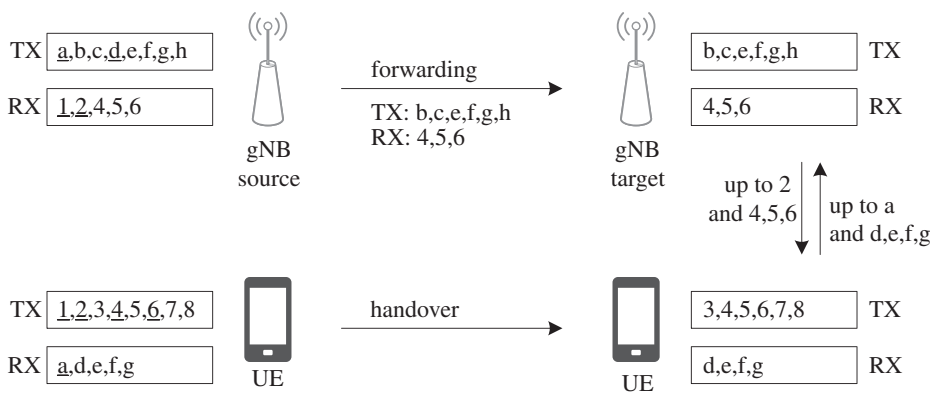 TX a,b,c,d,e,f,g,h
RX 1,2,4,5,6
gNB
source
forwarding
TX: b,c,e,f,g,h
RX: 4,5,6
gNB
target
b,c,e,f,g,h TX
4,5,6 RX
up to 2
and 4,5,6
up to a
and d,e,f,g
TX 1,2,3,4,5,6,7,8
RX a,d,e,f,g
UE
handover
UE
3,4,5,6,7,8 TX
d,e,f,g RX